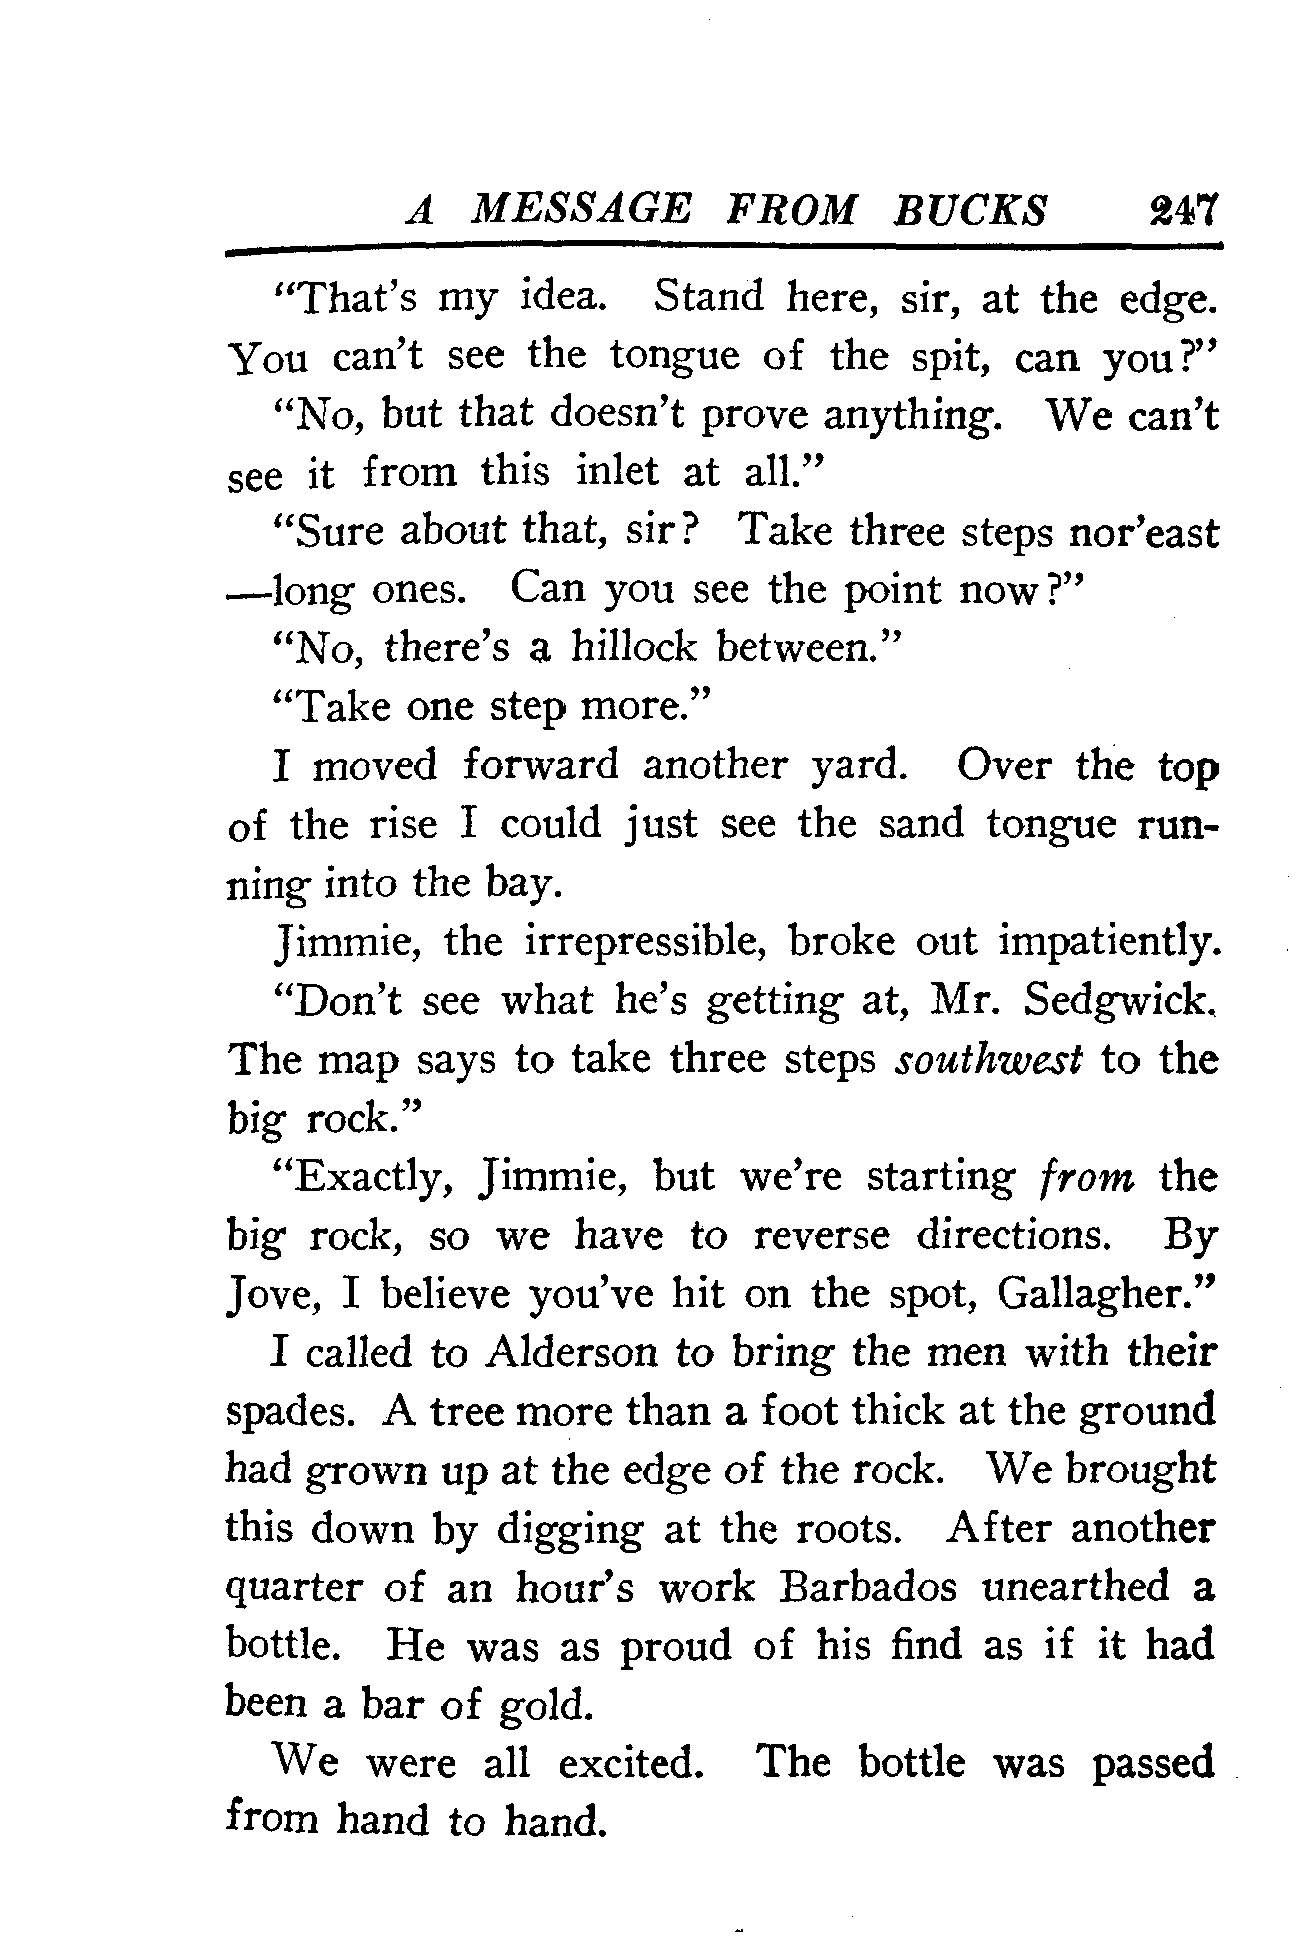 A MESSAGE FROM BUCKS 247
"That's my idea. Stand here, sir, at the edge.
You can't see the tongue of the spit, can you?"
"No, but that doesn't prove anything. We can't
see it from this inlet at all."
"Sure about that, sir? Take three steps nor'east
—long ones. Can you see the point now?"
"No, there's a hillock between."
"Take one step more."
I moved forward another yard. Over the top
of the rise I could just see the sand tongue run-
ning into the bay.
Jimmie, the irrepressible, broke out impatiently.
"Don't see what he's getting at, Mr. Sedgwick.
The map says to take three steps southwest to the
big rock."
"Exactly, Jimmie, but we're starting from the
big rock, so we have to reverse directions. By
Jove, I believe you've hit on the spot, Gallagher."
I called to Alderson to bring the men with their
spades. A tree more than a foot thick at the ground
had grown up at the edge of the rock. We brought
this down by digging at the roots. After another
quarter of an hour's work Barbados unearthed a
bottle. He was as proud of his find as if it had
been a bar of gold.
We were all excited. The bottle was passed
from hand to hand.